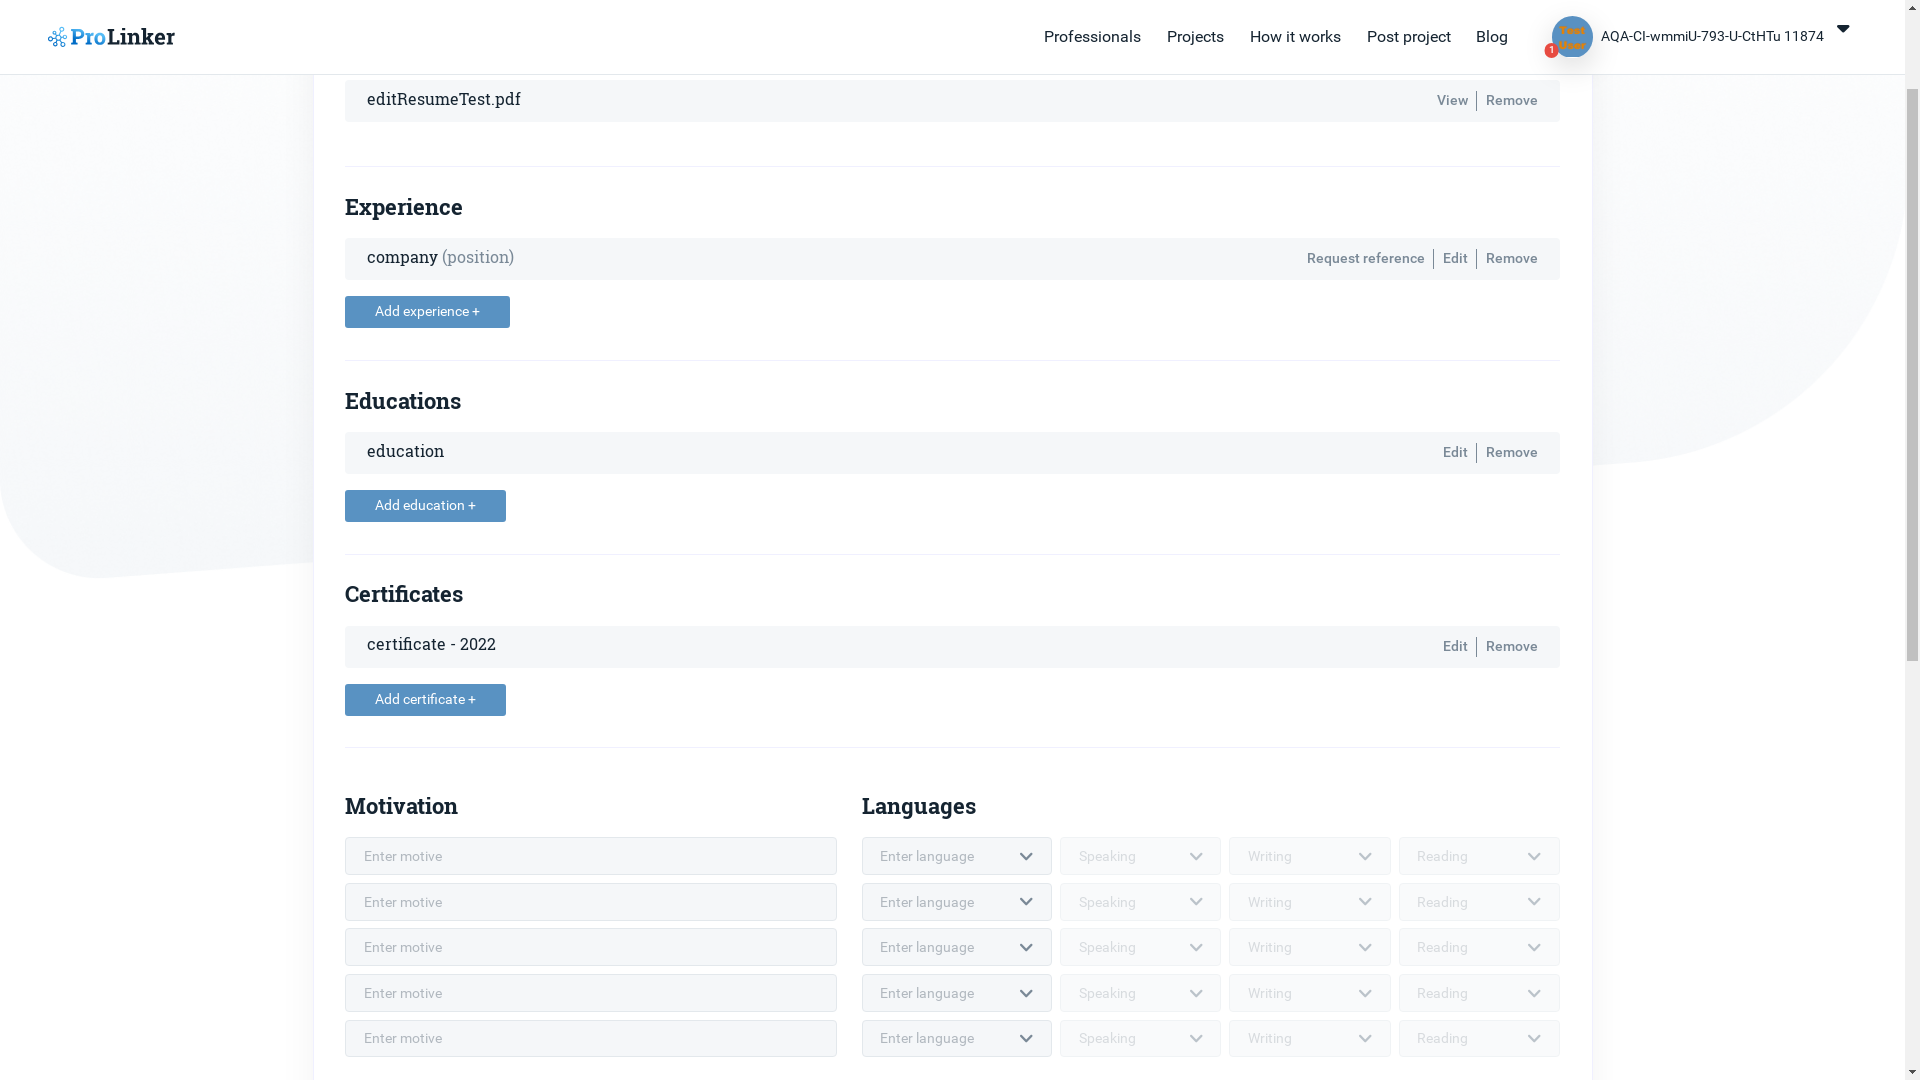 ProLinker
Professionals Projects How it works Post project Blog
Test User
1
AQA-CI-wmmiU-793-U-CtHTu 11874
editResumeTest.pdf View Remove
Experience
company (position) Request reference Edit Remove
Add experience +
Educations
education Edit Remove
Add education +
Certificates
certificate - 2022 Edit Remove
Add certificate +
Motivation Languages
Enter motive Enter language Speaking Writing Reading
Enter motive Enter language Speaking Writing Reading
Enter motive Enter language Speaking Writing Reading
Enter motive Enter language Speaking Writing Reading
Enter motive Enter language Speaking Writing Reading